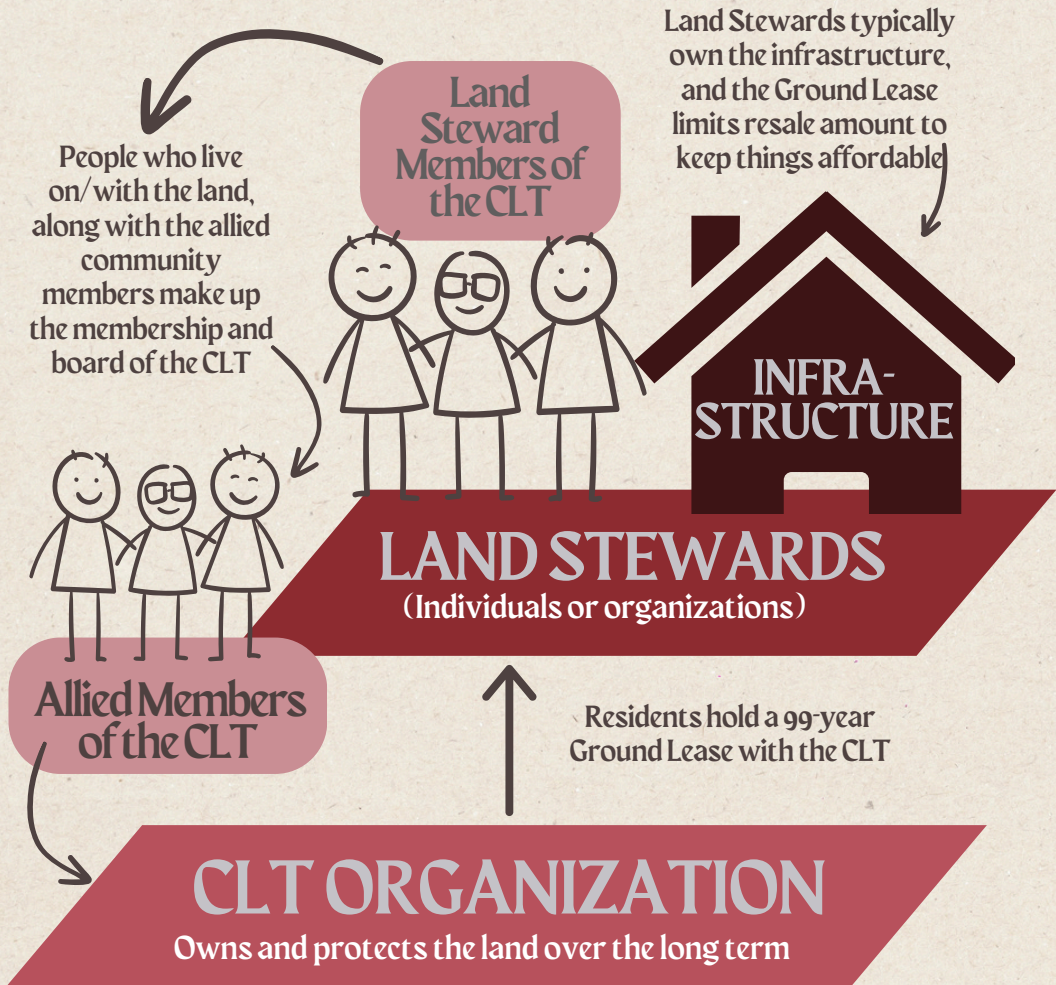 Land Stewards typically
own the infrastructure,
and the Ground Lease
limits resale amount to
keep things affordable
Land
Steward
Members of
the CLT
People who live
on/with the land,
along with the allied
community
members make up
the membership and
board of the CLT
INFRA-
STRUCTURE
LAND STEWARDS
(Individuals or organizations)
Allied Members
of the CLT
Residents hold a 99-year
Ground Lease with the CLT
CLT ORGANIZATION
Owns and protects the land over the long term